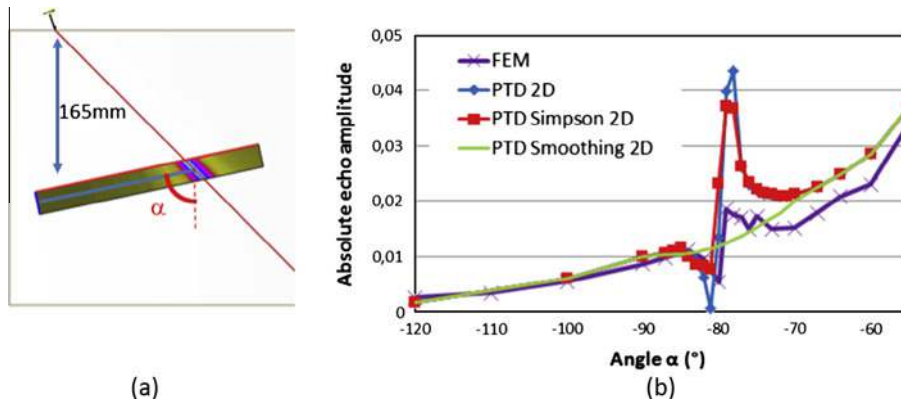 165mm
α
(a)
Absolute echo amplitude
0,05
0,04
0,03
0,02
0,01
0
FEM
PTD 2D
PTD Simpson 2D
PTD Smoothing 2D
-120
-110
-100
-90
-80
-70
-60
Angle α (°)
(b)